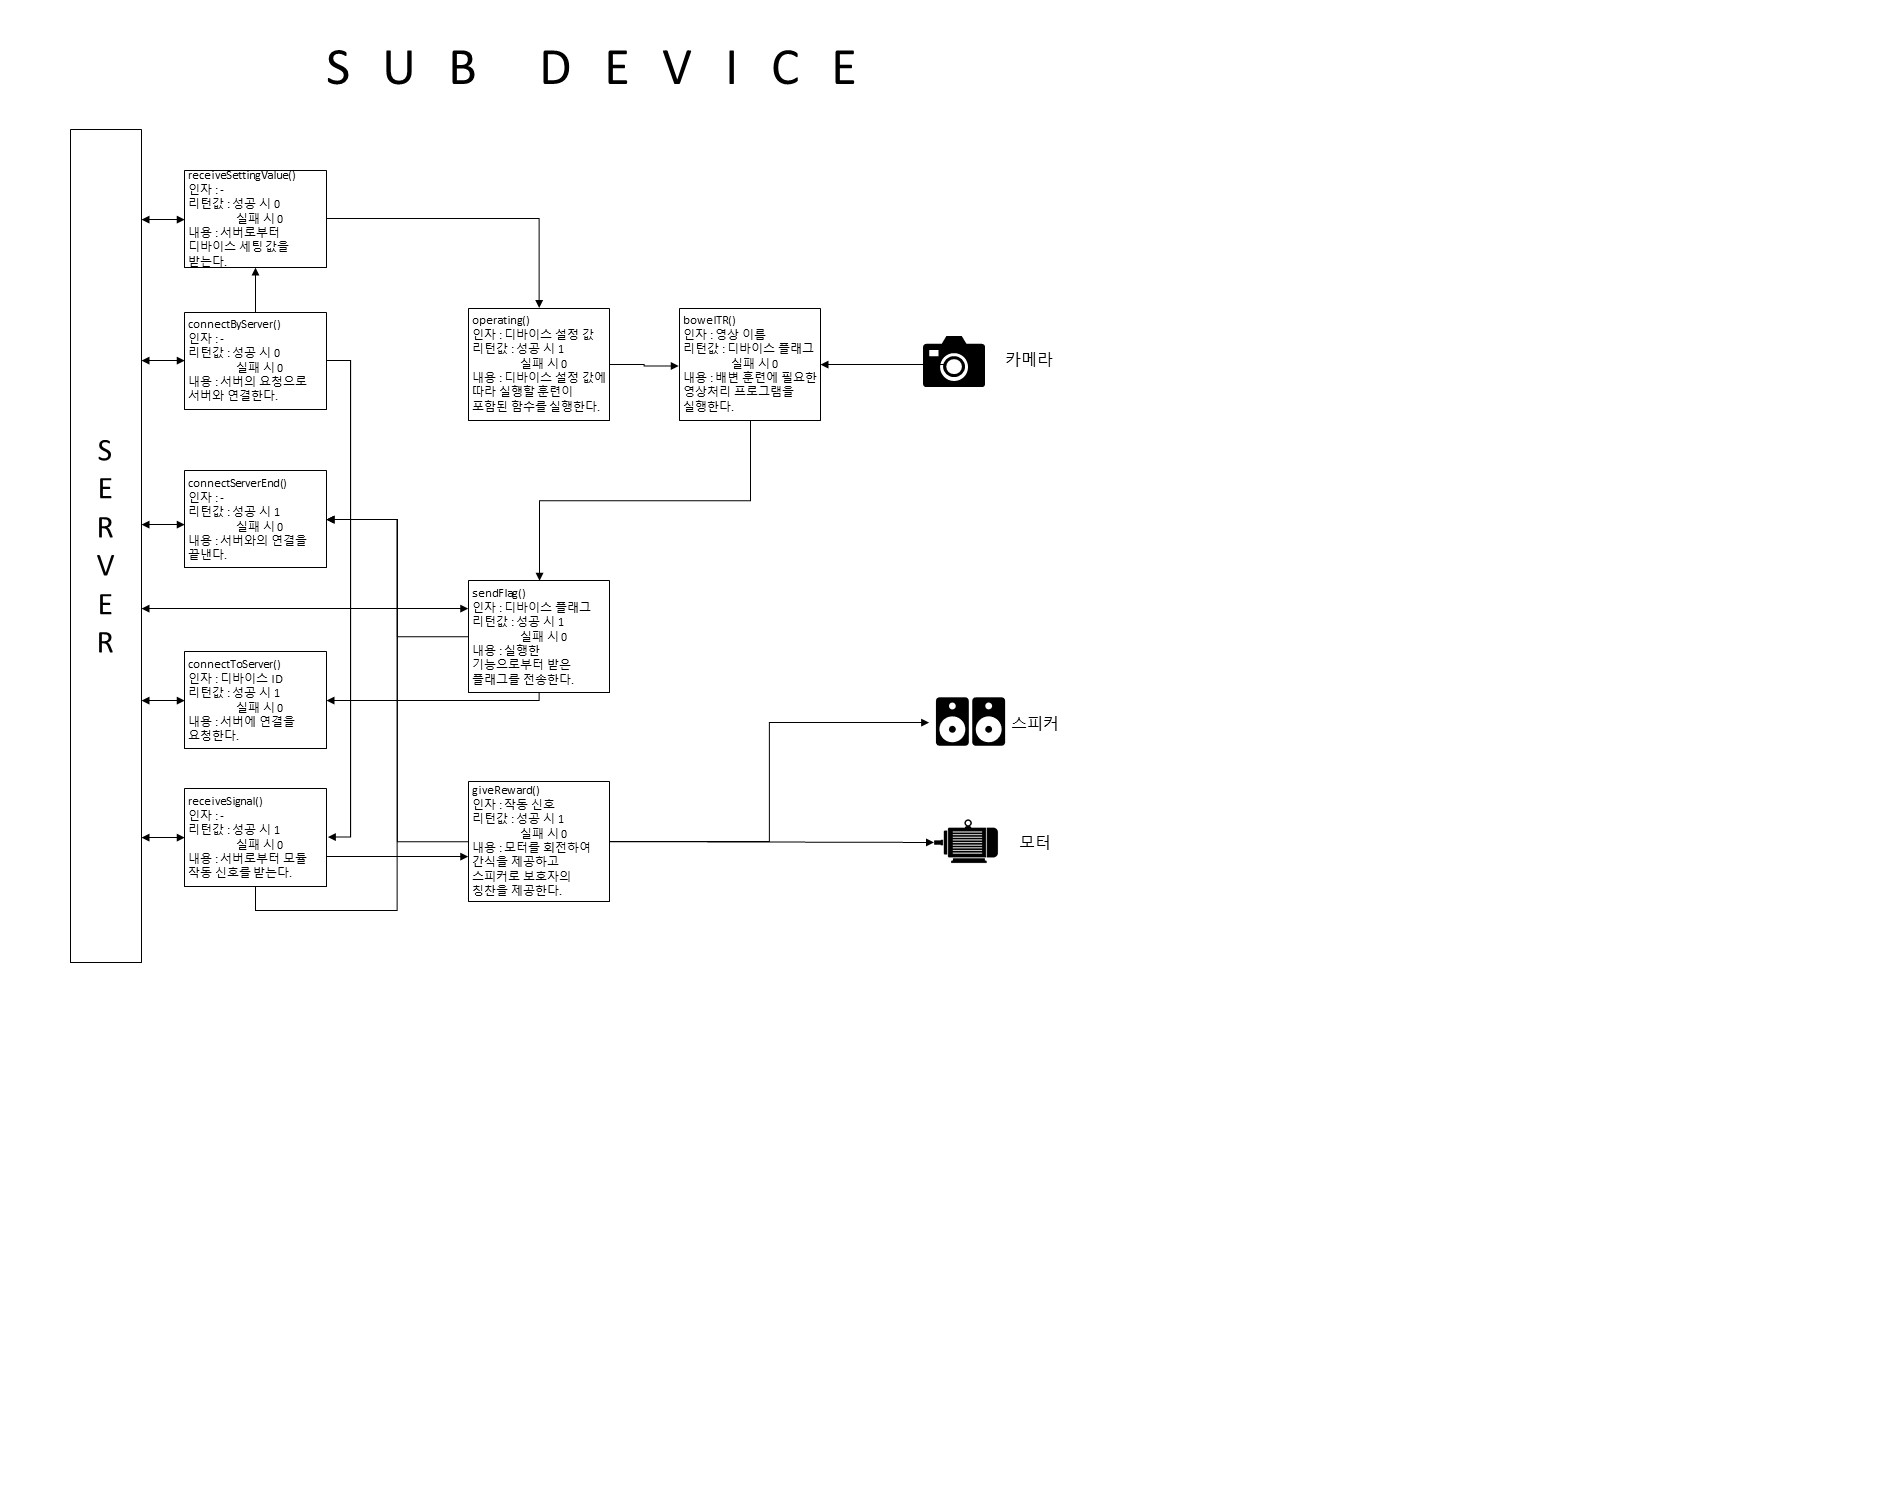 SUB DEVICE
SERVER
receiveSettingValue()
인자 : -
리턴값 : 성공 시 0
실패 시 0
내용 : 서버로부터
디바이스 세팅 값을
받는다.
connectByServer()
인자 : -
리턴값 : 성공 시 0
실패 시 0
내용 : 서버의 요청으로
서버와 연결한다.
operating()
인자 : 디바이스 설정 값
리턴값 : 성공 시 1
실패 시 0
내용 : 디바이스 설정 값에
따라 실행할 훈련이
포함된 함수를 실행한다.
bowelTR()
인자 : 영상 이름
리턴값 : 디바이스 플래그
실패 시 0
내용 : 배변 훈련에 필요한
영상처리 프로그램을
실행한다.
카메라
connectServerEnd()
인자 : -
리턴값 : 성공 시 1
실패 시 0
내용 : 서버와의 연결을
끝낸다.
sendFlag()
인자 : 디바이스 플래그
리턴값 : 성공 시 1
실패 시 0
내용 : 실행한
기능으로부터 받은
플래그를 전송한다.
connectToServer()
인자 : 디바이스 ID
리턴값 : 성공 시 1
실패 시 0
내용 : 서버에 연결을
요청한다.
스피커
receiveSignal()
인자 : -
리턴값 : 성공 시 1
실패 시 0
내용 : 서버로부터 모듈
작동 신호를 받는다.
giveReward()
인자 : 작동 신호
리턴값 : 성공 시 1
실패 시 0
내용 : 모터를 회전하여
간식을 제공하고
스피커로 보호자의
칭찬을 제공한다.
모터